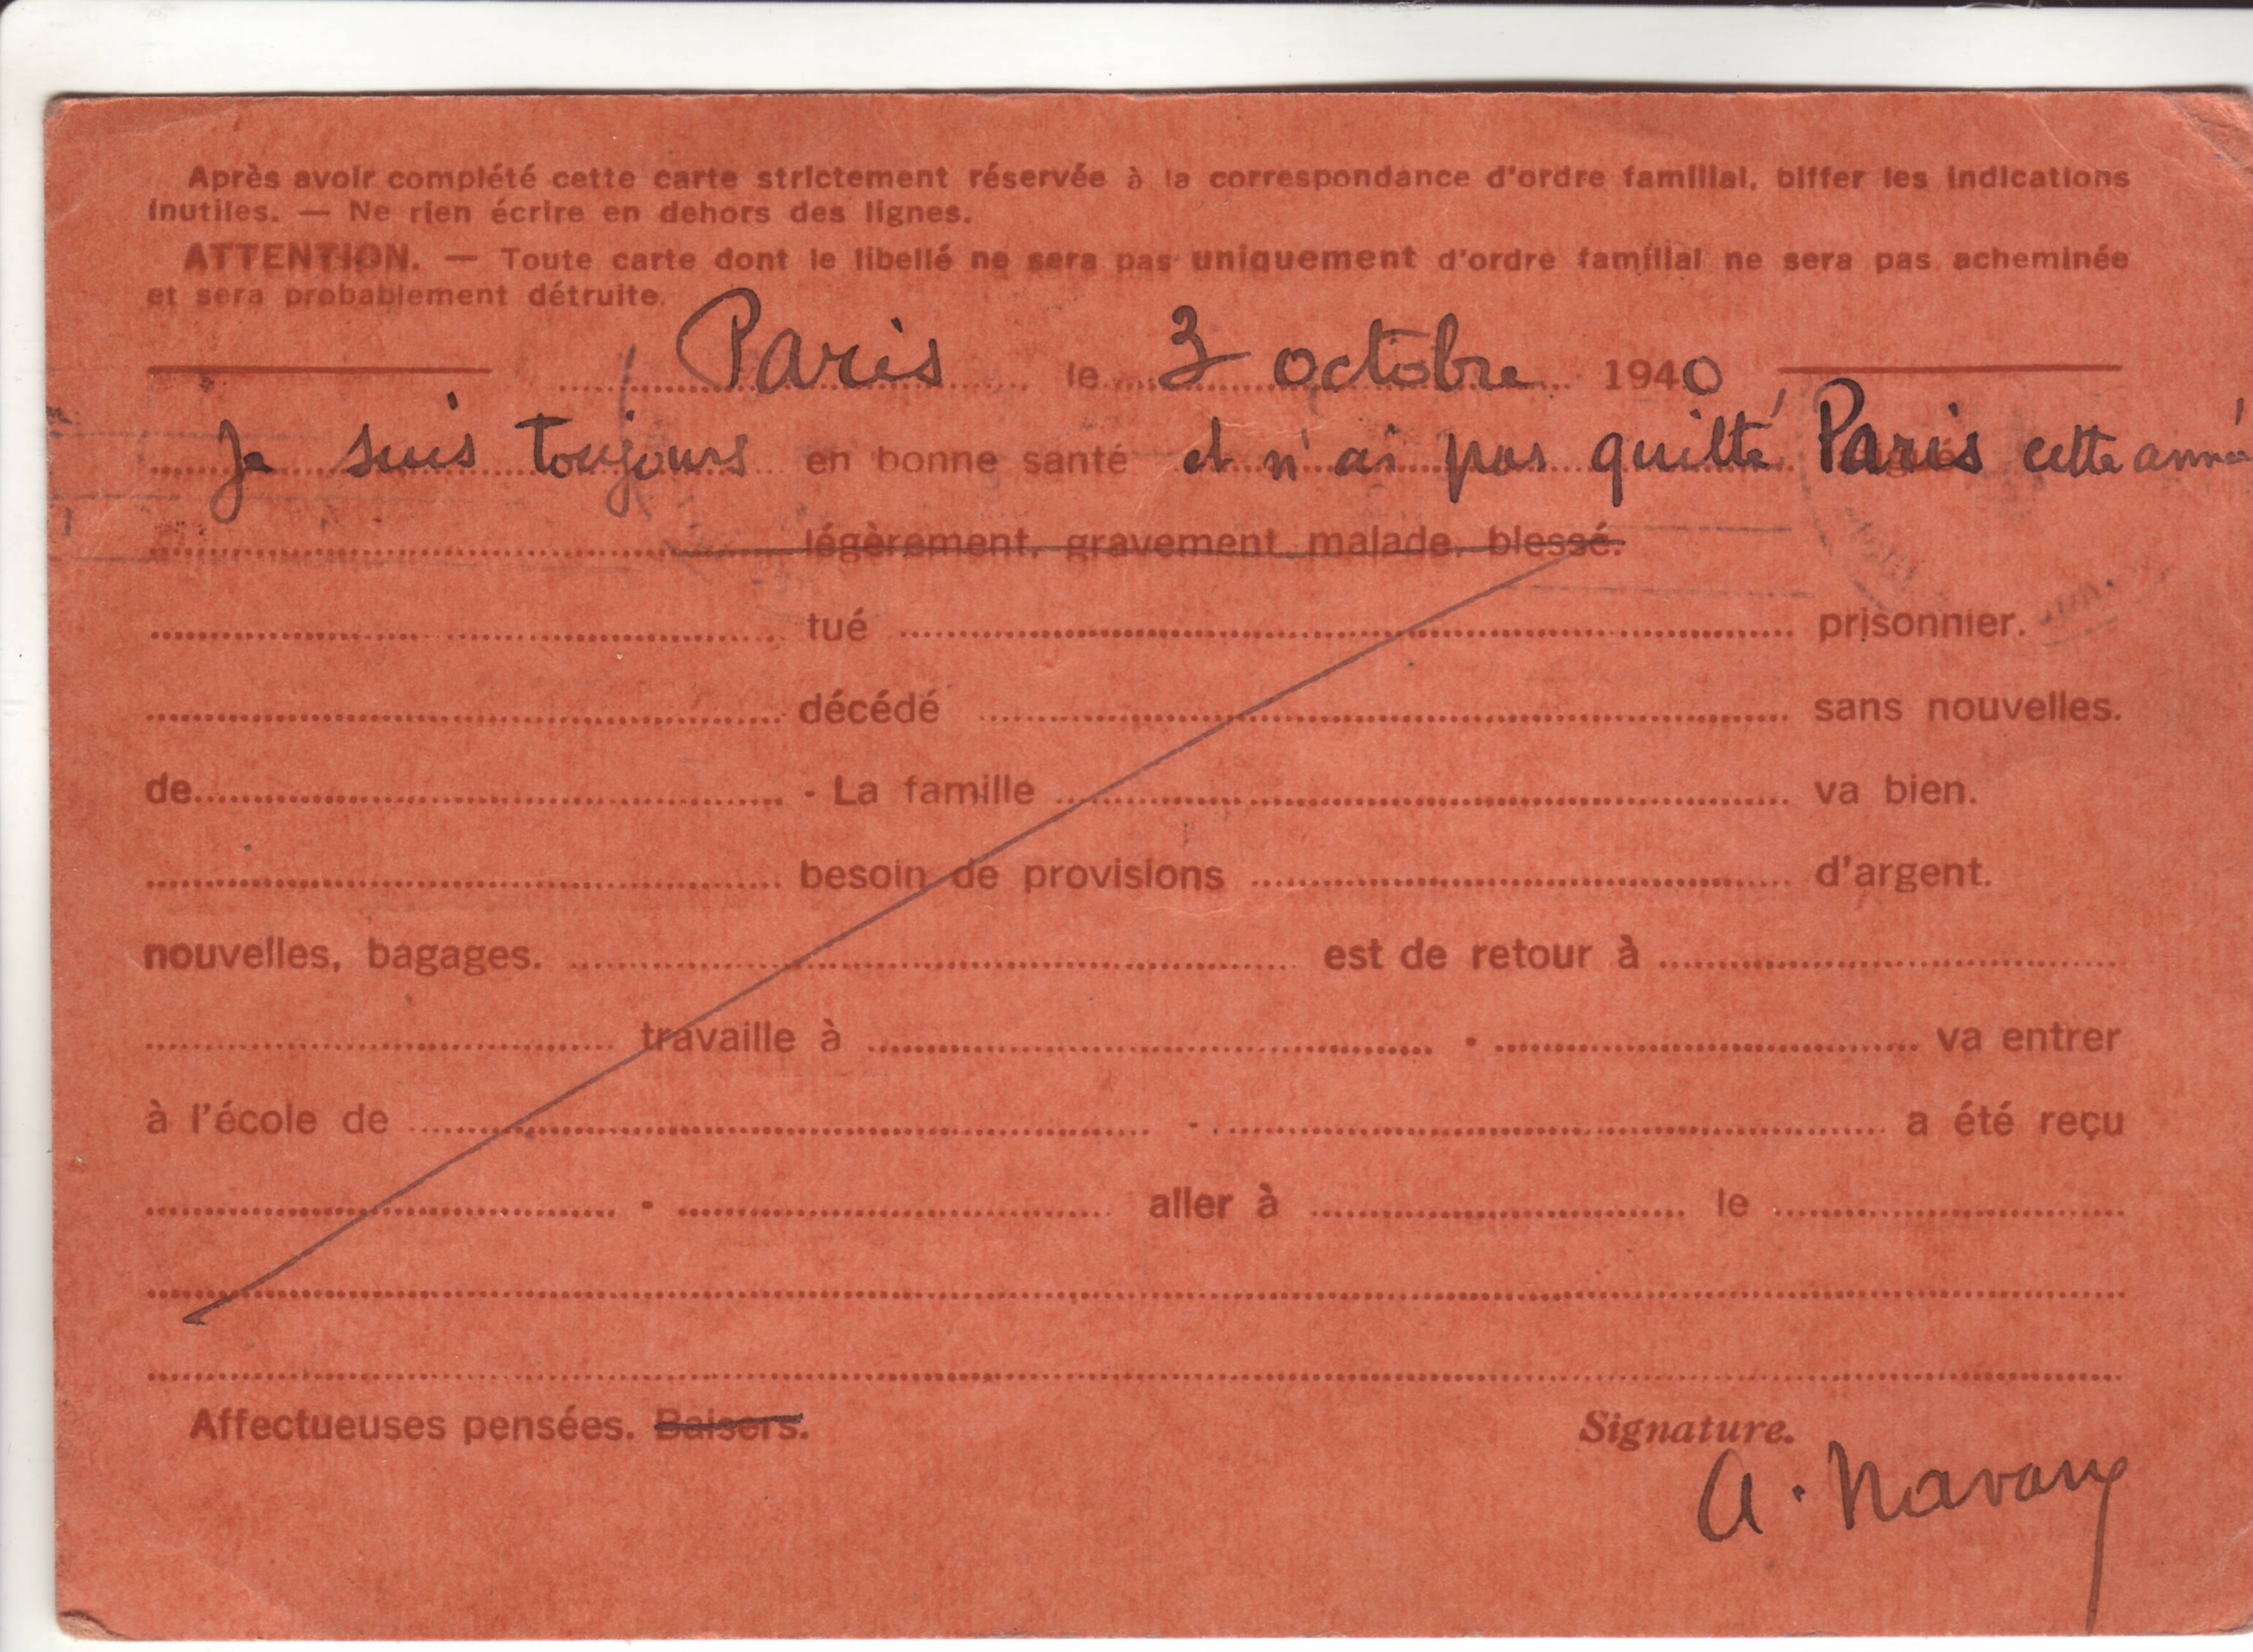 Après avoir complété cette carte strictement réservée à la correspondance d'ordre familial, biffer les indications
inutiles. — Ne rien écrire en dehors des lignes.
ATTENTION. — Toute carte dont le libellé ne sera pas uniquement d'ordre familial ne sera pas acheminée
et sera probablement détruite.
Paris le 3 octobre 1940
Je suis toujours en bonne santé et n'ai pas quitté Paris cette année
légèrement, gravement malade, blessé.
tué prisonnier.
décédé sans nouvelles.
de - La famille va bien.
besoin de provisions d'argent.
nouvelles, bagages. est de retour à
travaille à - va entrer
à l'école de - a été reçu
- aller à le
Affectueuses pensées. Baisers. Signature.
A.